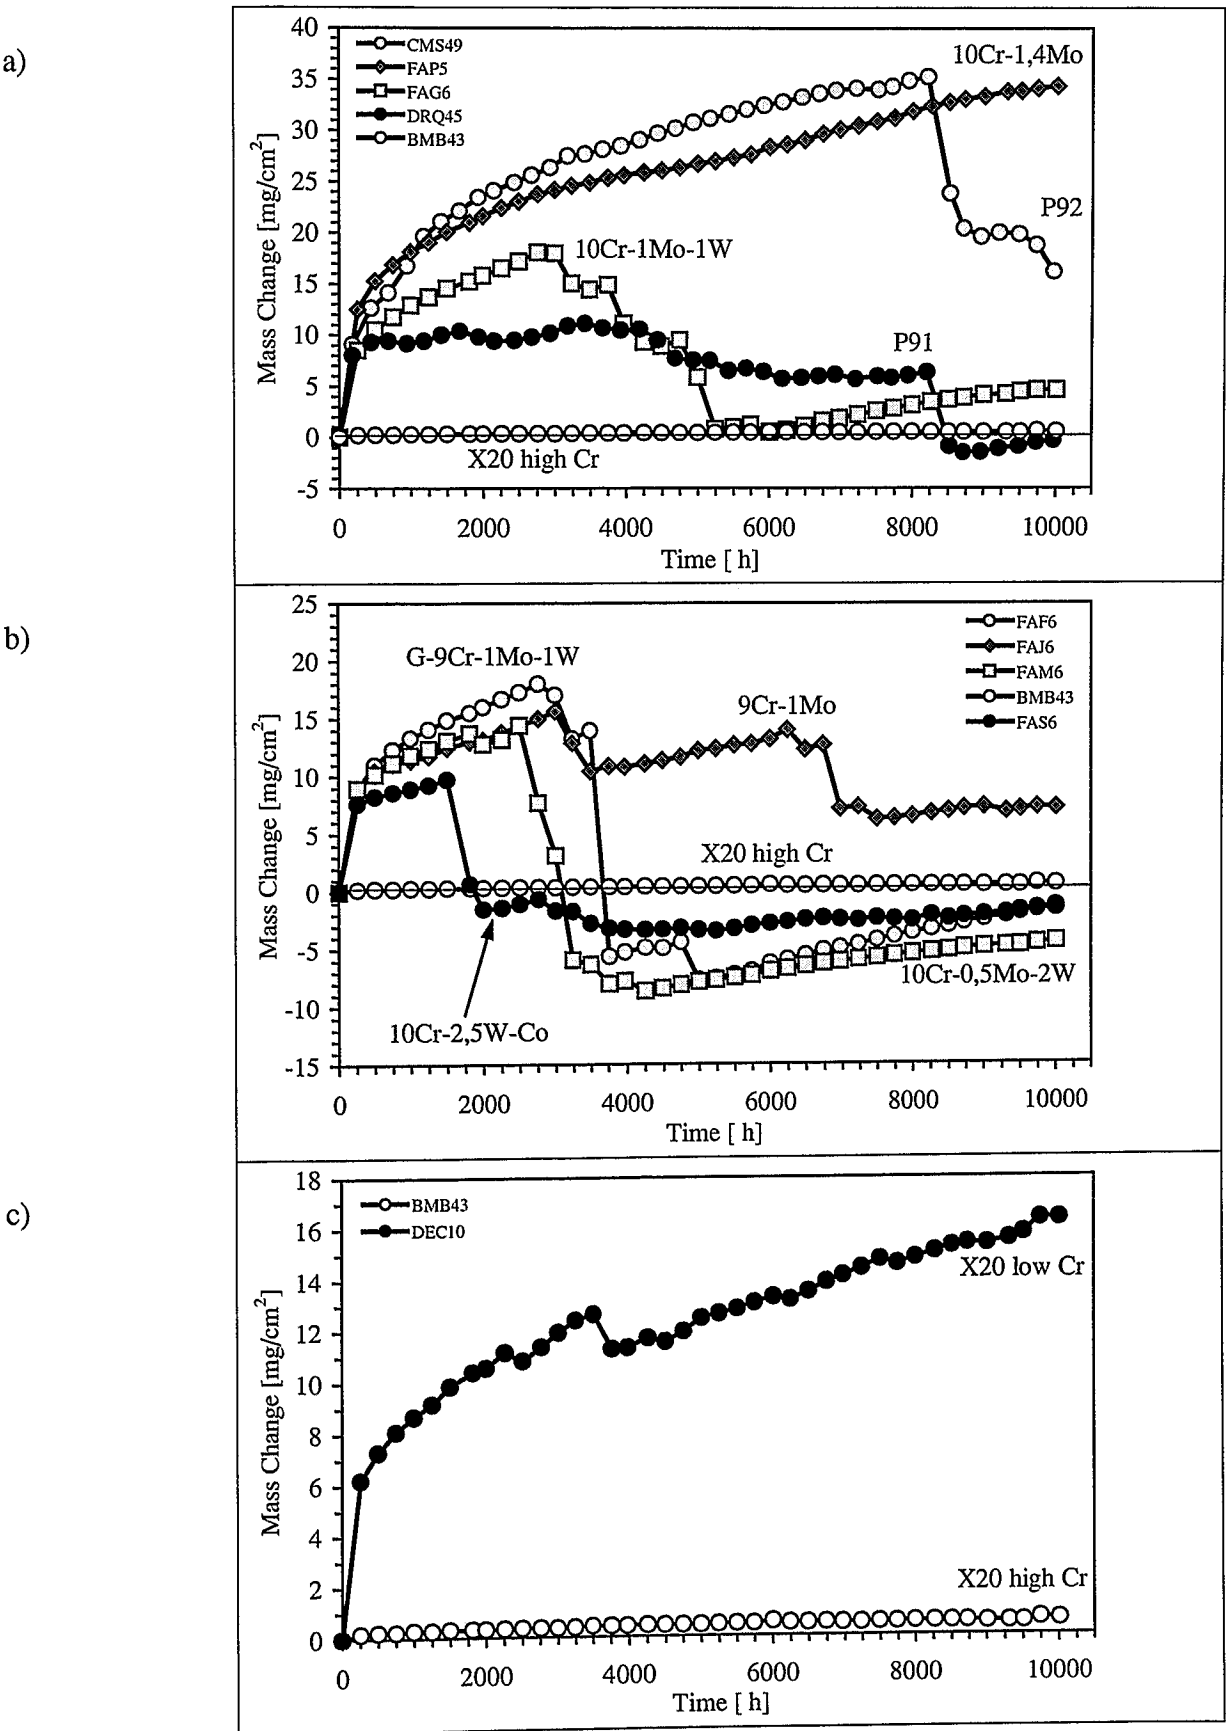 a)
40
35
30
25
20
15
10
5
0
-5
Mass Change [mg/cm2]
CMS49
FAP5
FAG6
DRQ45
BMB43
10Cr-1,4Mo
P92
10Cr-1Mo-1W
P91
X20 high Cr
0 2000 4000 6000 8000 10000
Time [ h]
b)
25
20
15
10
5
0
-5
-10
-15
Mass Change [mg/cm2]
FAF6
FAJ6
FAM6
BMB43
FAS6
G-9Cr-1Mo-1W
9Cr-1Mo
X20 high Cr
10Cr-0,5Mo-2W
10Cr-2,5W-Co
0 2000 4000 6000 8000 10000
Time [ h]
c)
18
16
14
12
10
8
6
4
2
0
Mass Change [mg/cm2]
BMB43
DEC10
X20 low Cr
X20 high Cr
0 2000 4000 6000 8000 10000
Time [ h]